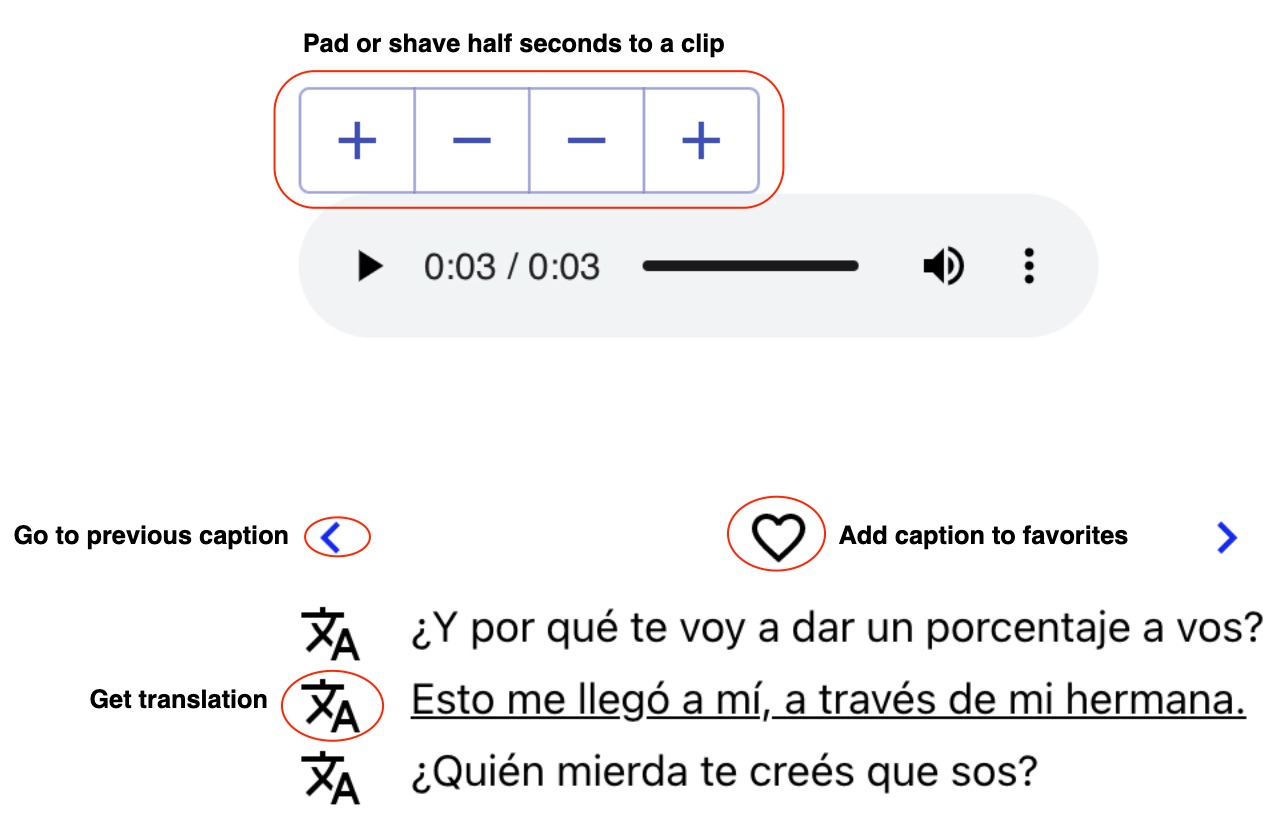 Pad or shave half seconds to a clip
+ − − +
0:03 / 0:03
Go to previous caption
Add caption to favorites
¿Y por qué te voy a dar un porcentaje a vos?
Get translation
Esto me llegó a mí, a través de mi hermana.
¿Quién mierda te creés que sos?